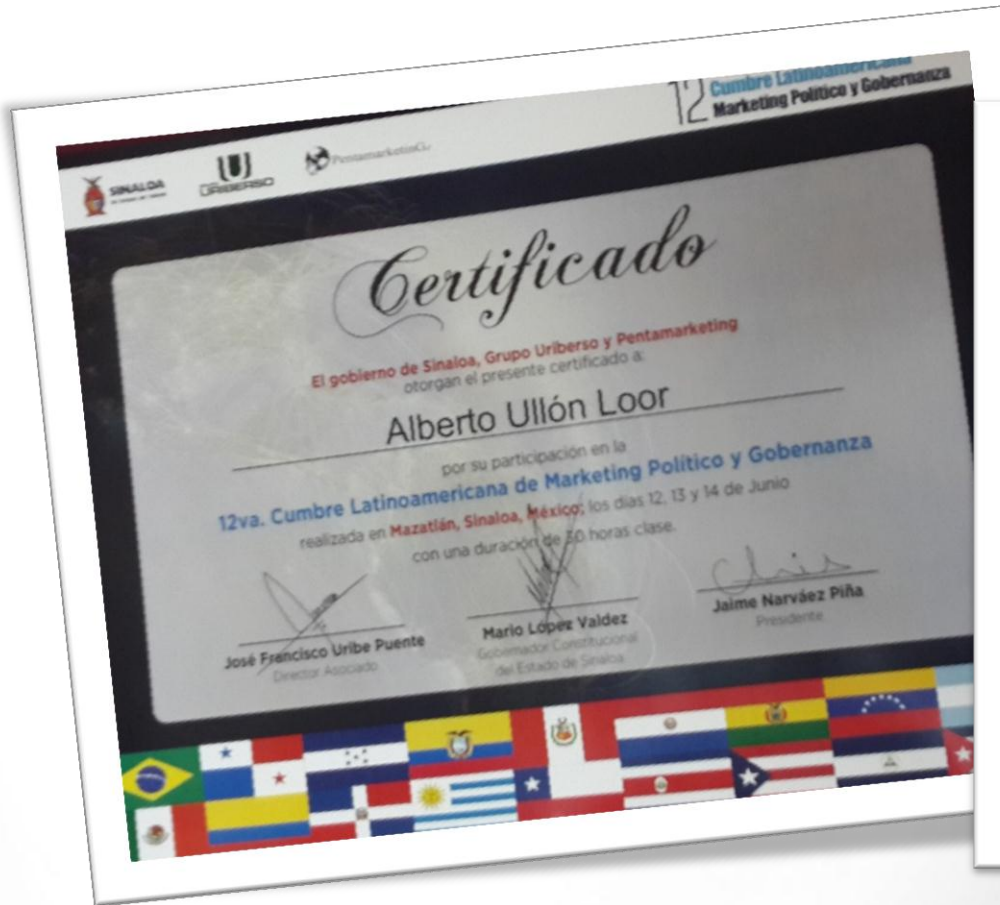 12 Cumbre Latinoamericana
Marketing Político y Gobernanza
SINALOA
URIBERSO
PentamarketinG
Certificado
El gobierno de Sinaloa, Grupo Uriberso y Pentamarketing
otorgan el presente certificado a:
Alberto Ullón Loor
por su participación en la
12va. Cumbre Latinoamericana de Marketing Político y Gobernanza
realizada en Mazatlán, Sinaloa, México, los días 12, 13 y 14 de Junio
con una duración de 30 horas clase.
José Francisco Uribe Puente
Director Asociado
Mario López Valdez
Gobernador Constitucional
del Estado de Sinaloa
Jaime Narváez Piña
Presidente